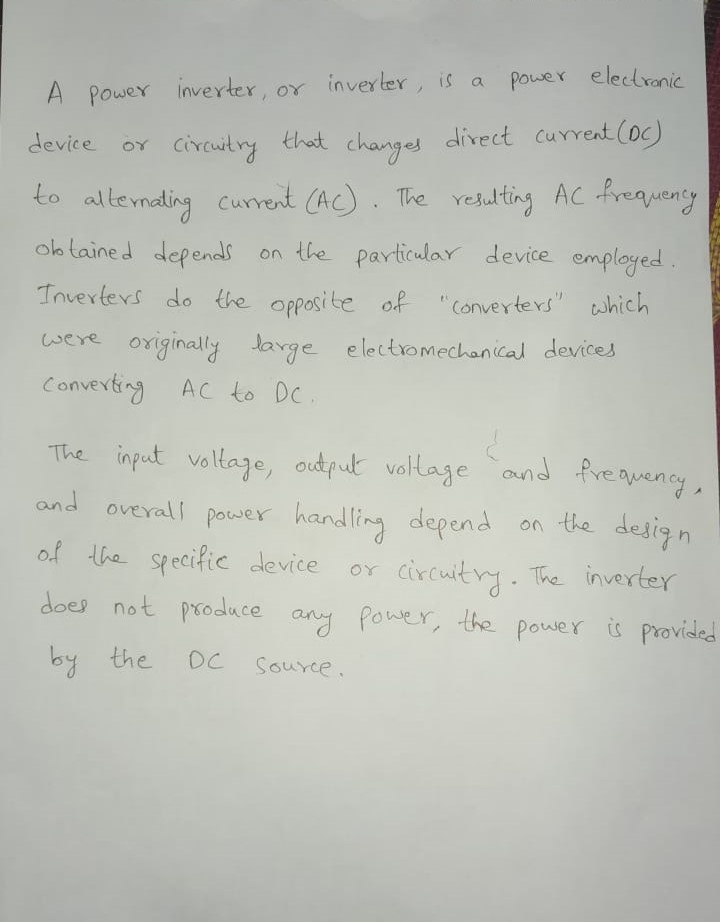 A power inverter, or inverter, is a power electronic
device or circuitry that changes direct current (DC)
to alternating current (AC). The resulting AC frequency
obtained depends on the particular device employed.
Inverters do the opposite of "converters" which
were originally large electromechanical devices
converting AC to DC.
The input voltage, output voltage and frequency,
and overall power handling depend on the design
of the specific device or circuitry. The inverter
does not produce any power, the power is provided
by the DC source.